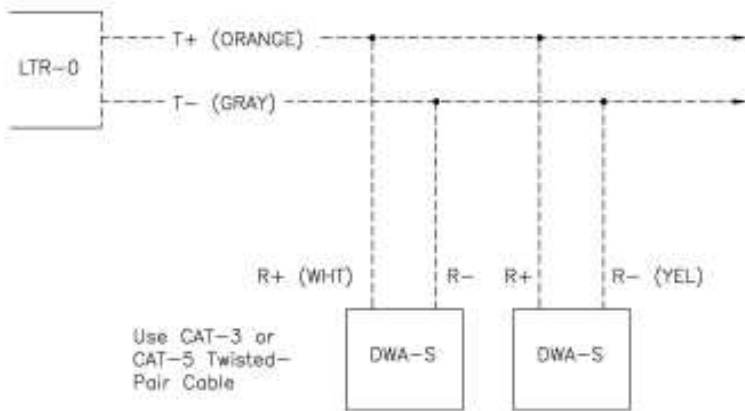 T+ (ORANGE)
LTR-0
T- (GRAY)
R+ (WHT)
R-
R+
R- (YEL)
Use CAT-3 or
CAT-5 Twisted-
Pair Cable
DWA-S
DWA-S